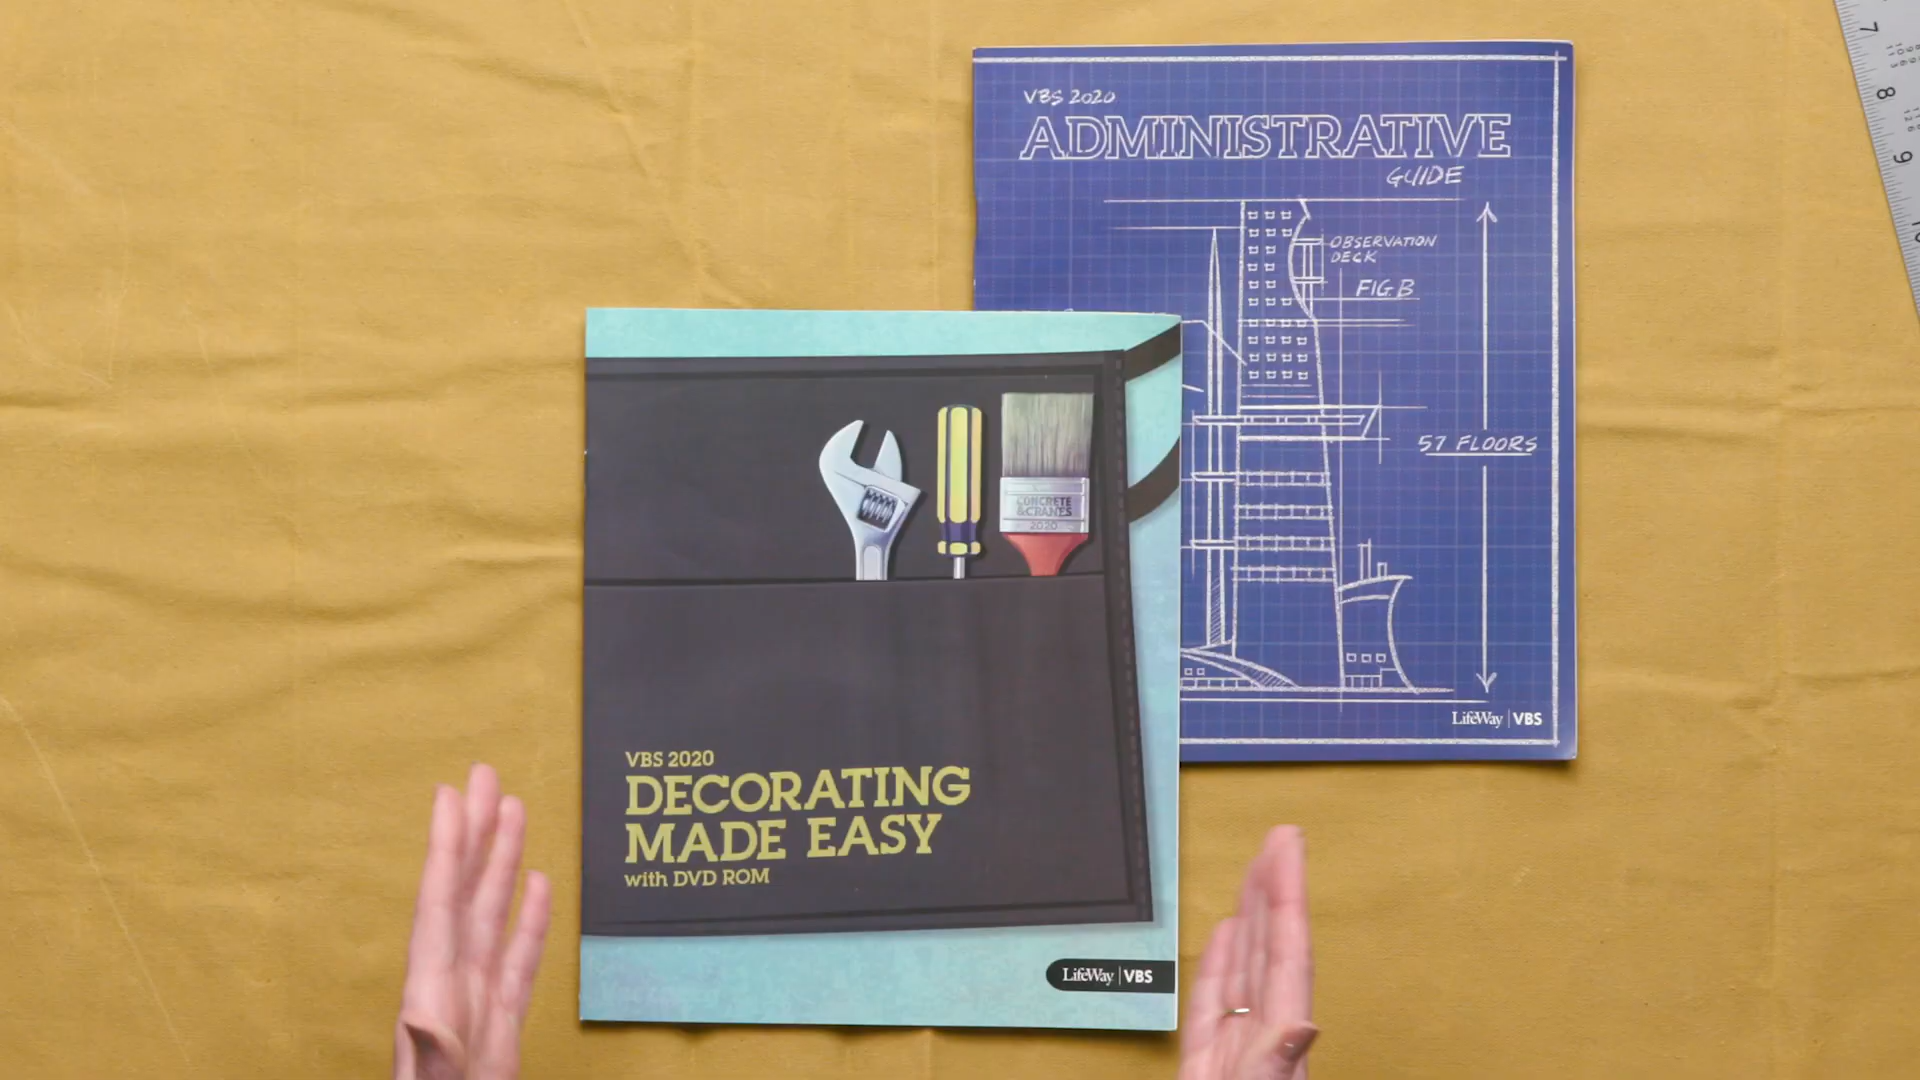 VBS 2020
ADMINISTRATIVE
GUIDE
OBSERVATION
DECK
FIG.B
57 FLOORS
LifeWay | VBS
CONCRETE
&CRANES
2020
VBS 2020
DECORATING
MADE EASY
with DVD ROM
LifeWay | VBS
7
8
9